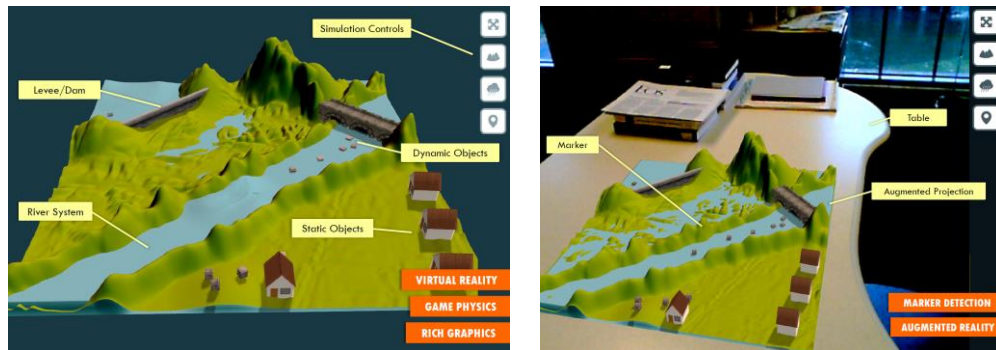 Simulation Controls
Levee/Dam
Dynamic Objects
River System
Static Objects
VIRTUAL REALITY
GAME PHYSICS
RICH GRAPHICS
Table
Marker
Augmented Projection
MARKER DETECTION
AUGMENTED REALITY